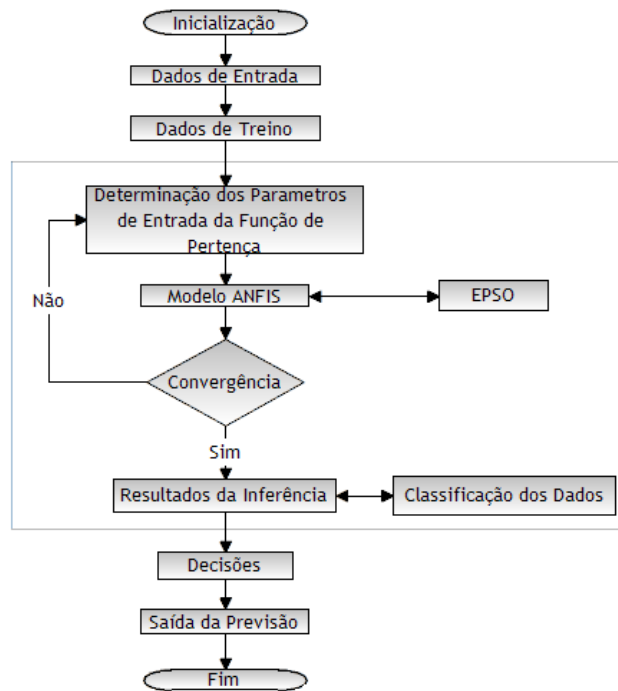 Inicialização
Dados de Entrada
Dados de Treino
Determinação dos Parametros
de Entrada da Função de
Pertença
Modelo ANFIS
EPSO
Não
Convergência
Sim
Resultados da Inferência
Classificação dos Dados
Decisões
Saída da Previsão
Fim